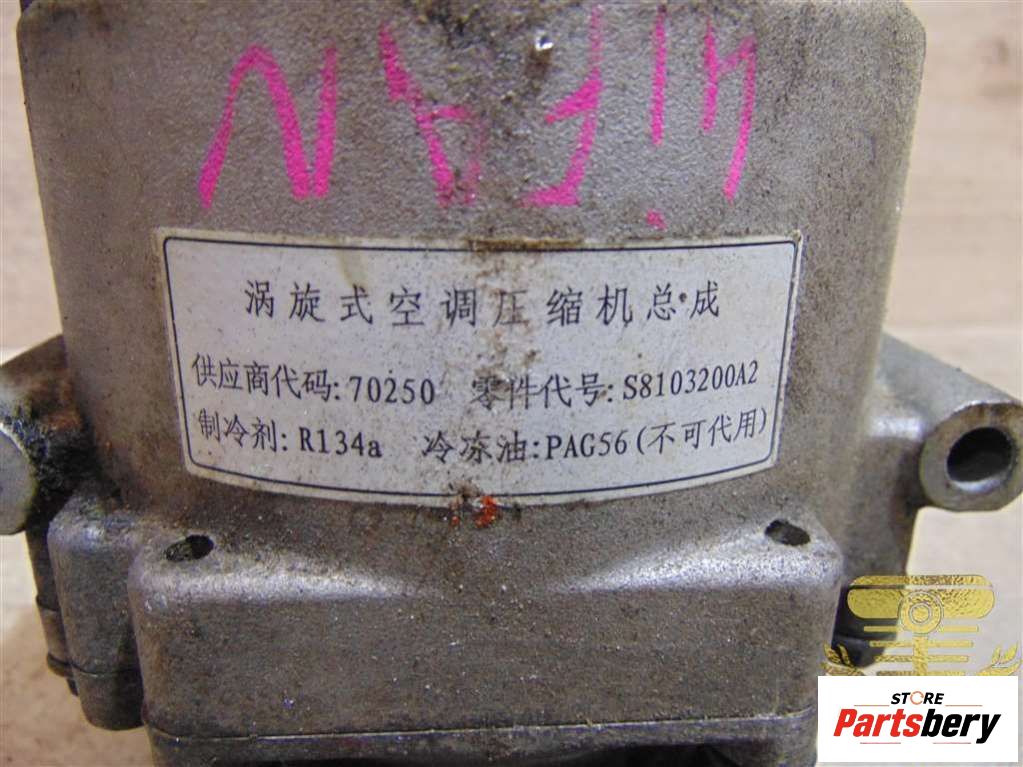 LIFAN
涡旋式空调压缩机总成
供应商代码: 70250 零件代号: S8103200A2
制冷剂: R134a 冷冻油: PAG56 (不可代用)
STORE
Partsbery